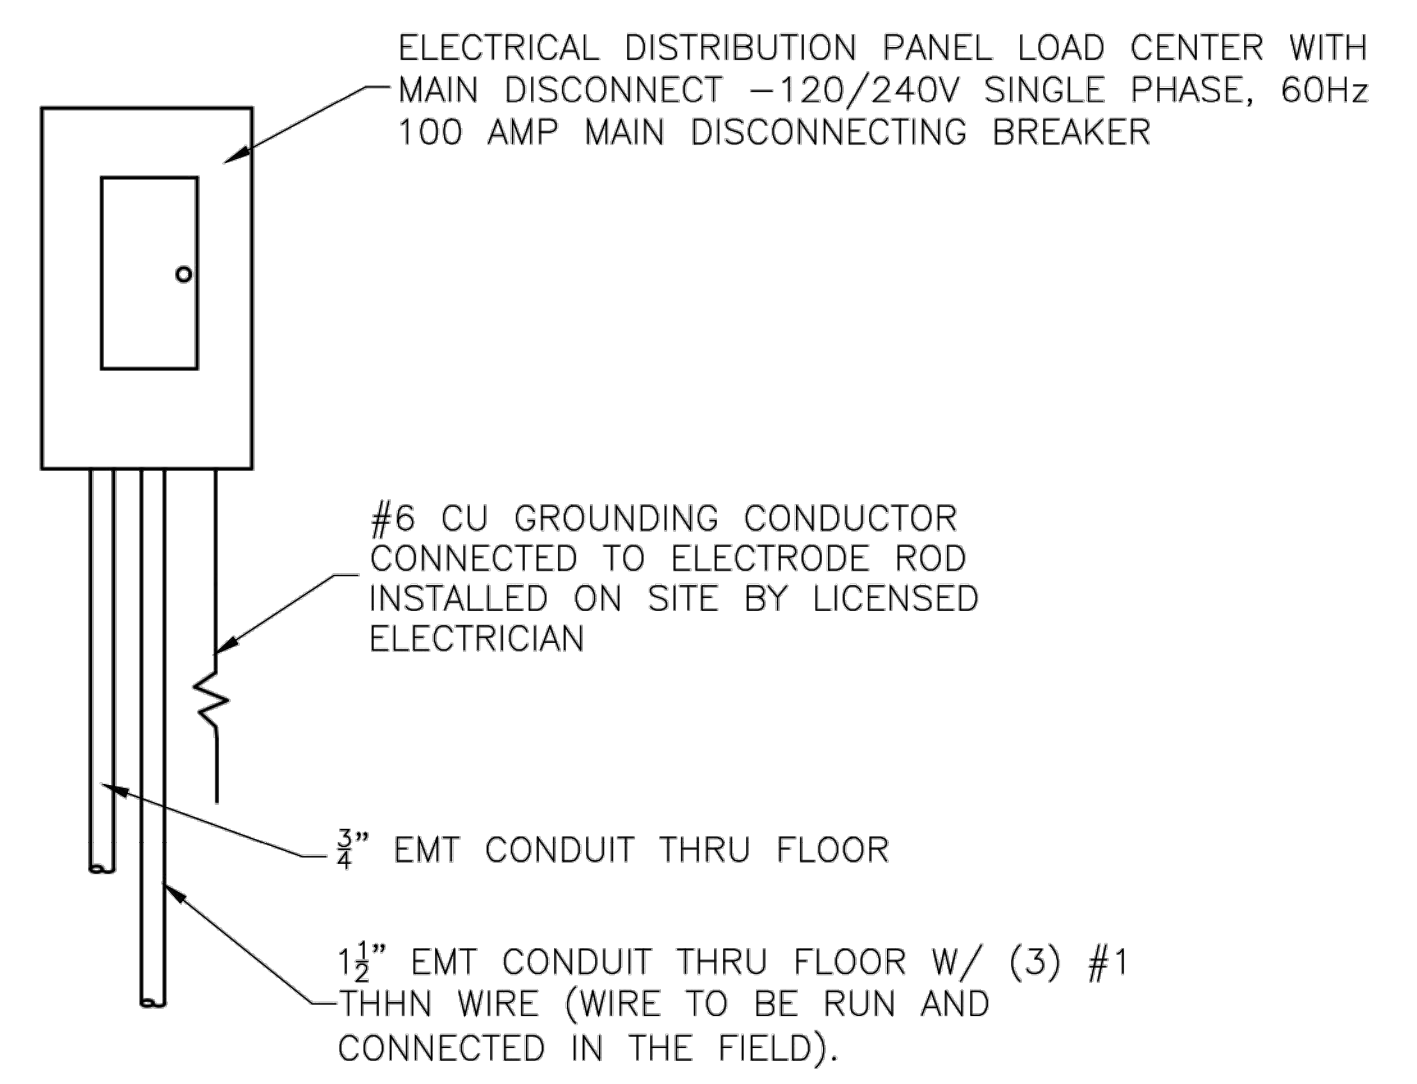 ELECTRICAL DISTRIBUTION PANEL LOAD CENTER WITH
MAIN DISCONNECT -120/240V SINGLE PHASE, 60Hz
100 AMP MAIN DISCONNECTING BREAKER
#6 CU GROUNDING CONDUCTOR
CONNECTED TO ELECTRODE ROD
INSTALLED ON SITE BY LICENSED
ELECTRICIAN
3/4" EMT CONDUIT THRU FLOOR
1 1/2" EMT CONDUIT THRU FLOOR W/ (3) #1
THHN WIRE (WIRE TO BE RUN AND
CONNECTED IN THE FIELD).